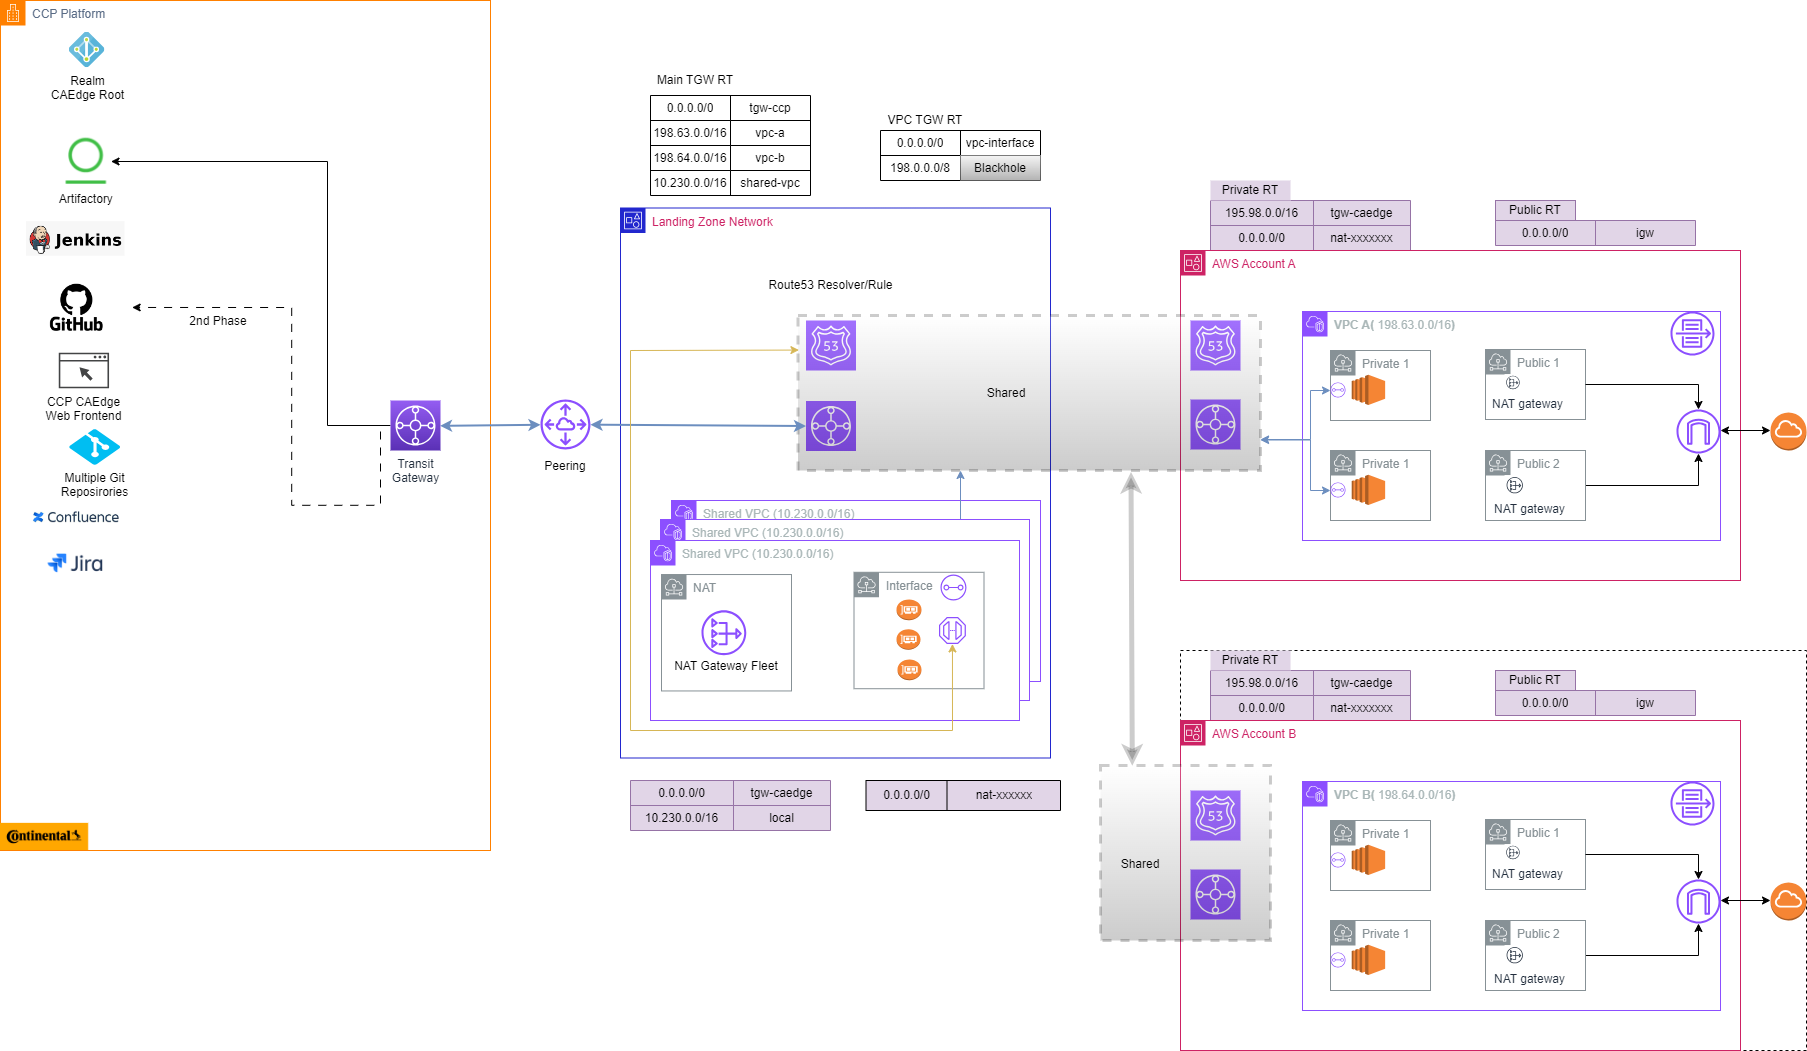 CCP Platform
Realm
CAEdge Root
Artifactory
Jenkins
GitHub
2nd Phase
CCP CAEdge
Web Frontend
Multiple Git
Reposirories
Confluence
Jira
Continental
Transit
Gateway
Peering
Main TGW RT
0.0.0.0/0 tgw-ccp
198.63.0.0/16 vpc-a
198.64.0.0/16 vpc-b
10.230.0.0/16 shared-vpc
VPC TGW RT
0.0.0.0/0 vpc-interface
198.0.0.0/8 Blackhole
Landing Zone Network
Route53 Resolver/Rule
53
Shared
53
Shared VPC (10.230.0.0/16)
Shared VPC (10.230.0.0/16)
Shared VPC (10.230.0.0/16)
NAT
NAT Gateway Fleet
Interface
0.0.0.0/0 tgw-caedge
10.230.0.0/16 local
0.0.0.0/0 nat-xxxxxx
Private RT
195.98.0.0/16 tgw-caedge
0.0.0.0/0 nat-xxxxxxx
Public RT
0.0.0.0/0 igw
AWS Account A
VPC A( 198.63.0.0/16)
Private 1
Public 1
NAT gateway
Private 1
Public 2
NAT gateway
Private RT
195.98.0.0/16 tgw-caedge
0.0.0.0/0 nat-xxxxxxx
Public RT
0.0.0.0/0 igw
AWS Account B
Shared
53
VPC B( 198.64.0.0/16)
Private 1
Public 1
NAT gateway
Private 1
Public 2
NAT gateway